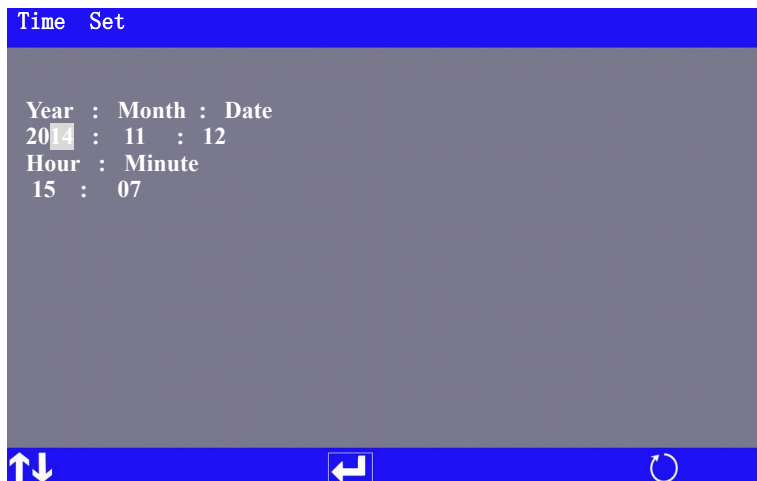 Time Set
Year : Month : Date
2014 : 11 : 12
Hour : Minute
15 : 07